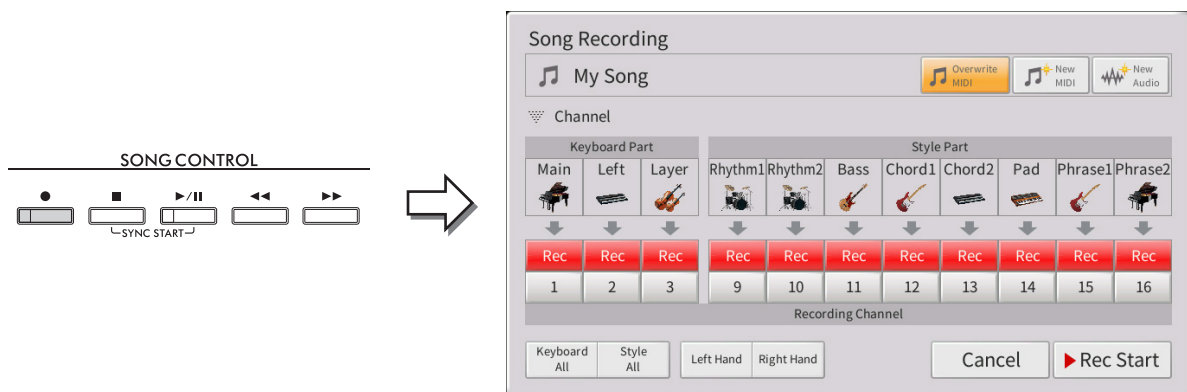 SONG CONTROL
SYNC START
Song Recording
My Song
Overwrite MIDI
New MIDI
New Audio
Channel
Keyboard Part
Style Part
Main Left Layer Rhythm1 Rhythm2 Bass Chord1 Chord2 Pad Phrase1 Phrase2
Rec Rec Rec Rec Rec Rec Rec Rec Rec Rec Rec
1 2 3 9 10 11 12 13 14 15 16
Recording Channel
Keyboard All
Style All
Left Hand
Right Hand
Cancel
Rec Start